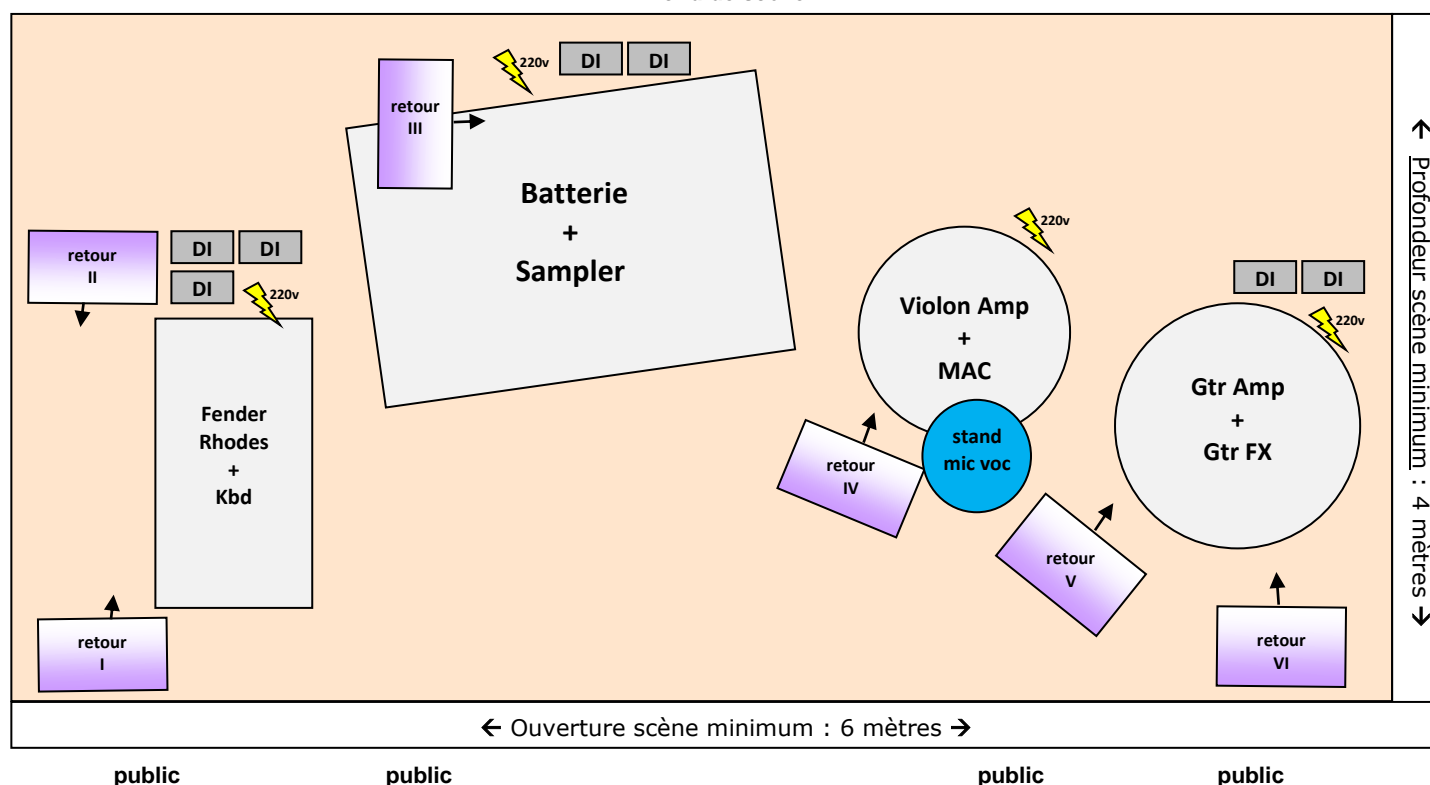 220v
DI
DI
retour
III
Batterie
+
Sampler
retour
II
DI
DI
DI
220v
Fender
Rhodes
+
Kbd
retour
I
220v
Violon Amp
+
MAC
stand
mic voc
retour
IV
retour
V
DI
DI
220v
Gtr Amp
+
Gtr FX
retour
VI
← Profondeur scène minimum : 4 mètres →
← Ouverture scène minimum : 6 mètres →
public
public
public
public